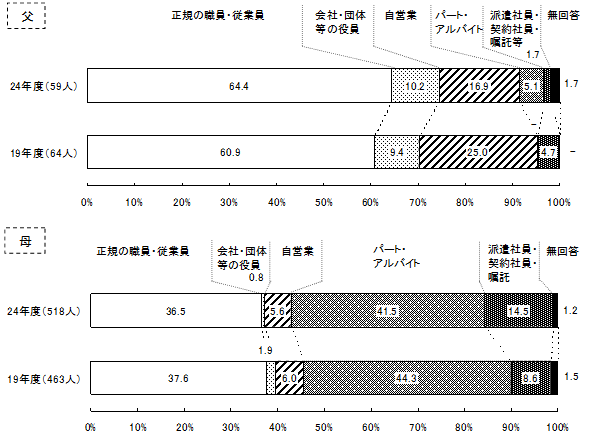 父
正規の職員・従業員
会社・団体
等の役員
自営業
パート・
アルバイト
派遣社員・
契約社員・
嘱託等
1.7
無回答
24年度(59人)
64.4
10.2
16.9
5.1
1.7
–
19年度(64人)
60.9
9.4
25.0
4.7
–
0% 10% 20% 30% 40% 50% 60% 70% 80% 90% 100%
母
正規の職員・従業員
会社・団体
等の役員
0.8
自営業
パート・
アルバイト
派遣社員・
契約社員・
嘱託
無回答
24年度(518人)
36.5
5.6
41.5
14.5
1.2
1.9
19年度(463人)
37.6
6.0
44.3
8.6
1.5
0% 10% 20% 30% 40% 50% 60% 70% 80% 90% 100%